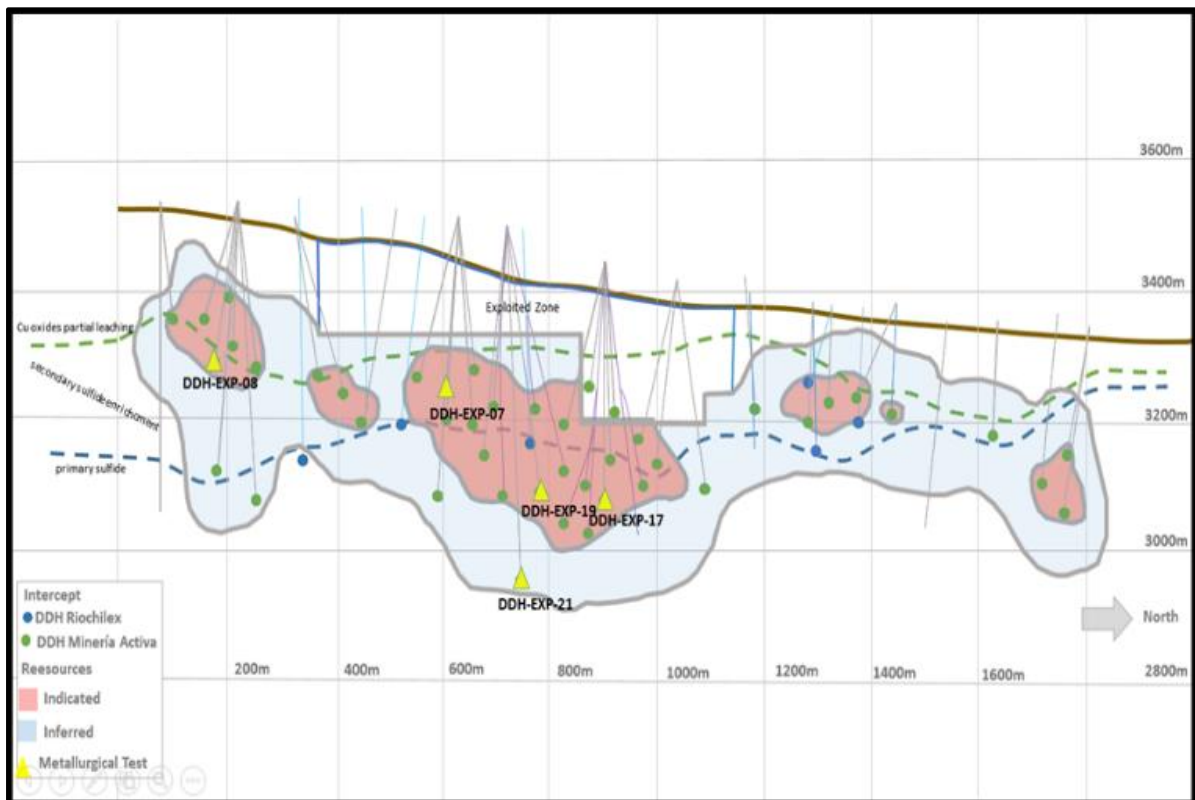 3600m
3400m
Exploited Zone
Cu oxides partial leaching
secondary sulfide enrichment
DDH-EXP-08
DDH-EXP-07
3200m
primary sulfide
DDH-EXP-19
DDH-EXP-17
3000m
DDH-EXP-21
North
Intercept
DDH Riochilex
DDH Minería Activa
Reesources
Indicated
Inferred
Metallurgical Test
200m 400m 600m 800m 1000m 1200m 1400m 1600m 2800m